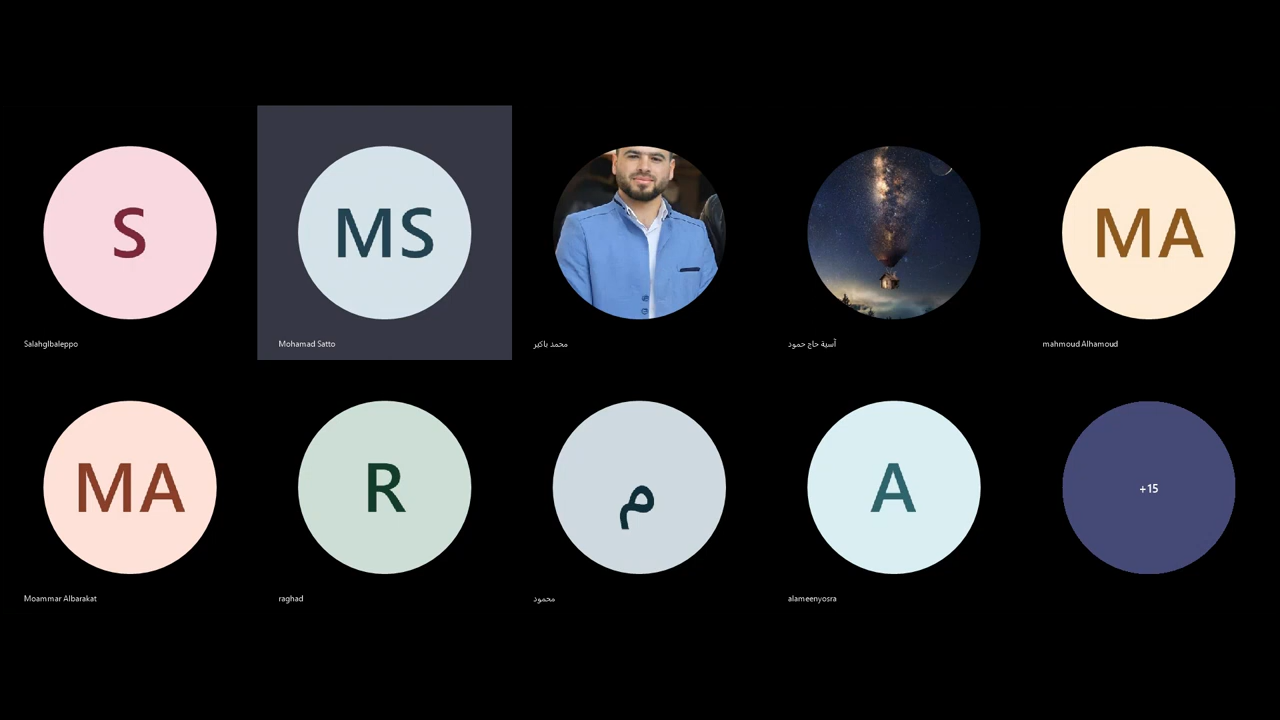 S
MS
MA
Salahglbaleppo
Mohamad Satto
محمد باكير
آسية حاج حمود
mahmoud Alhamoud
MA
R
م
A
+15
Moammar Albarakat
raghad
محمود
alameenyosra